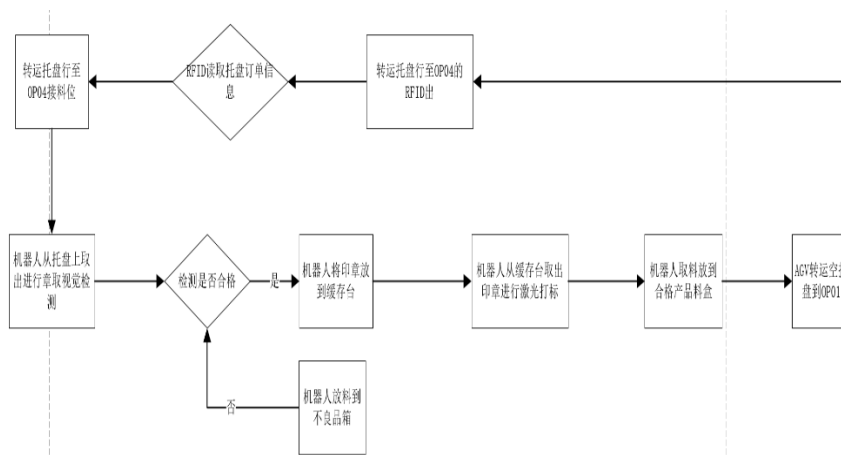 转运托盘行至
OP04接料位
RFID读取托盘订单信
息
转运托盘行至OP04的
RFID出
机器人从托盘上取
出进行章取视觉检
测
检测是否合格
是
机器人将印章放
到缓存台
机器人从缓存台取出
印章进行激光打标
机器人取料放到
合格产品料盒
AGV转运空托
盘到OP01
否
机器人放料到
不良品箱